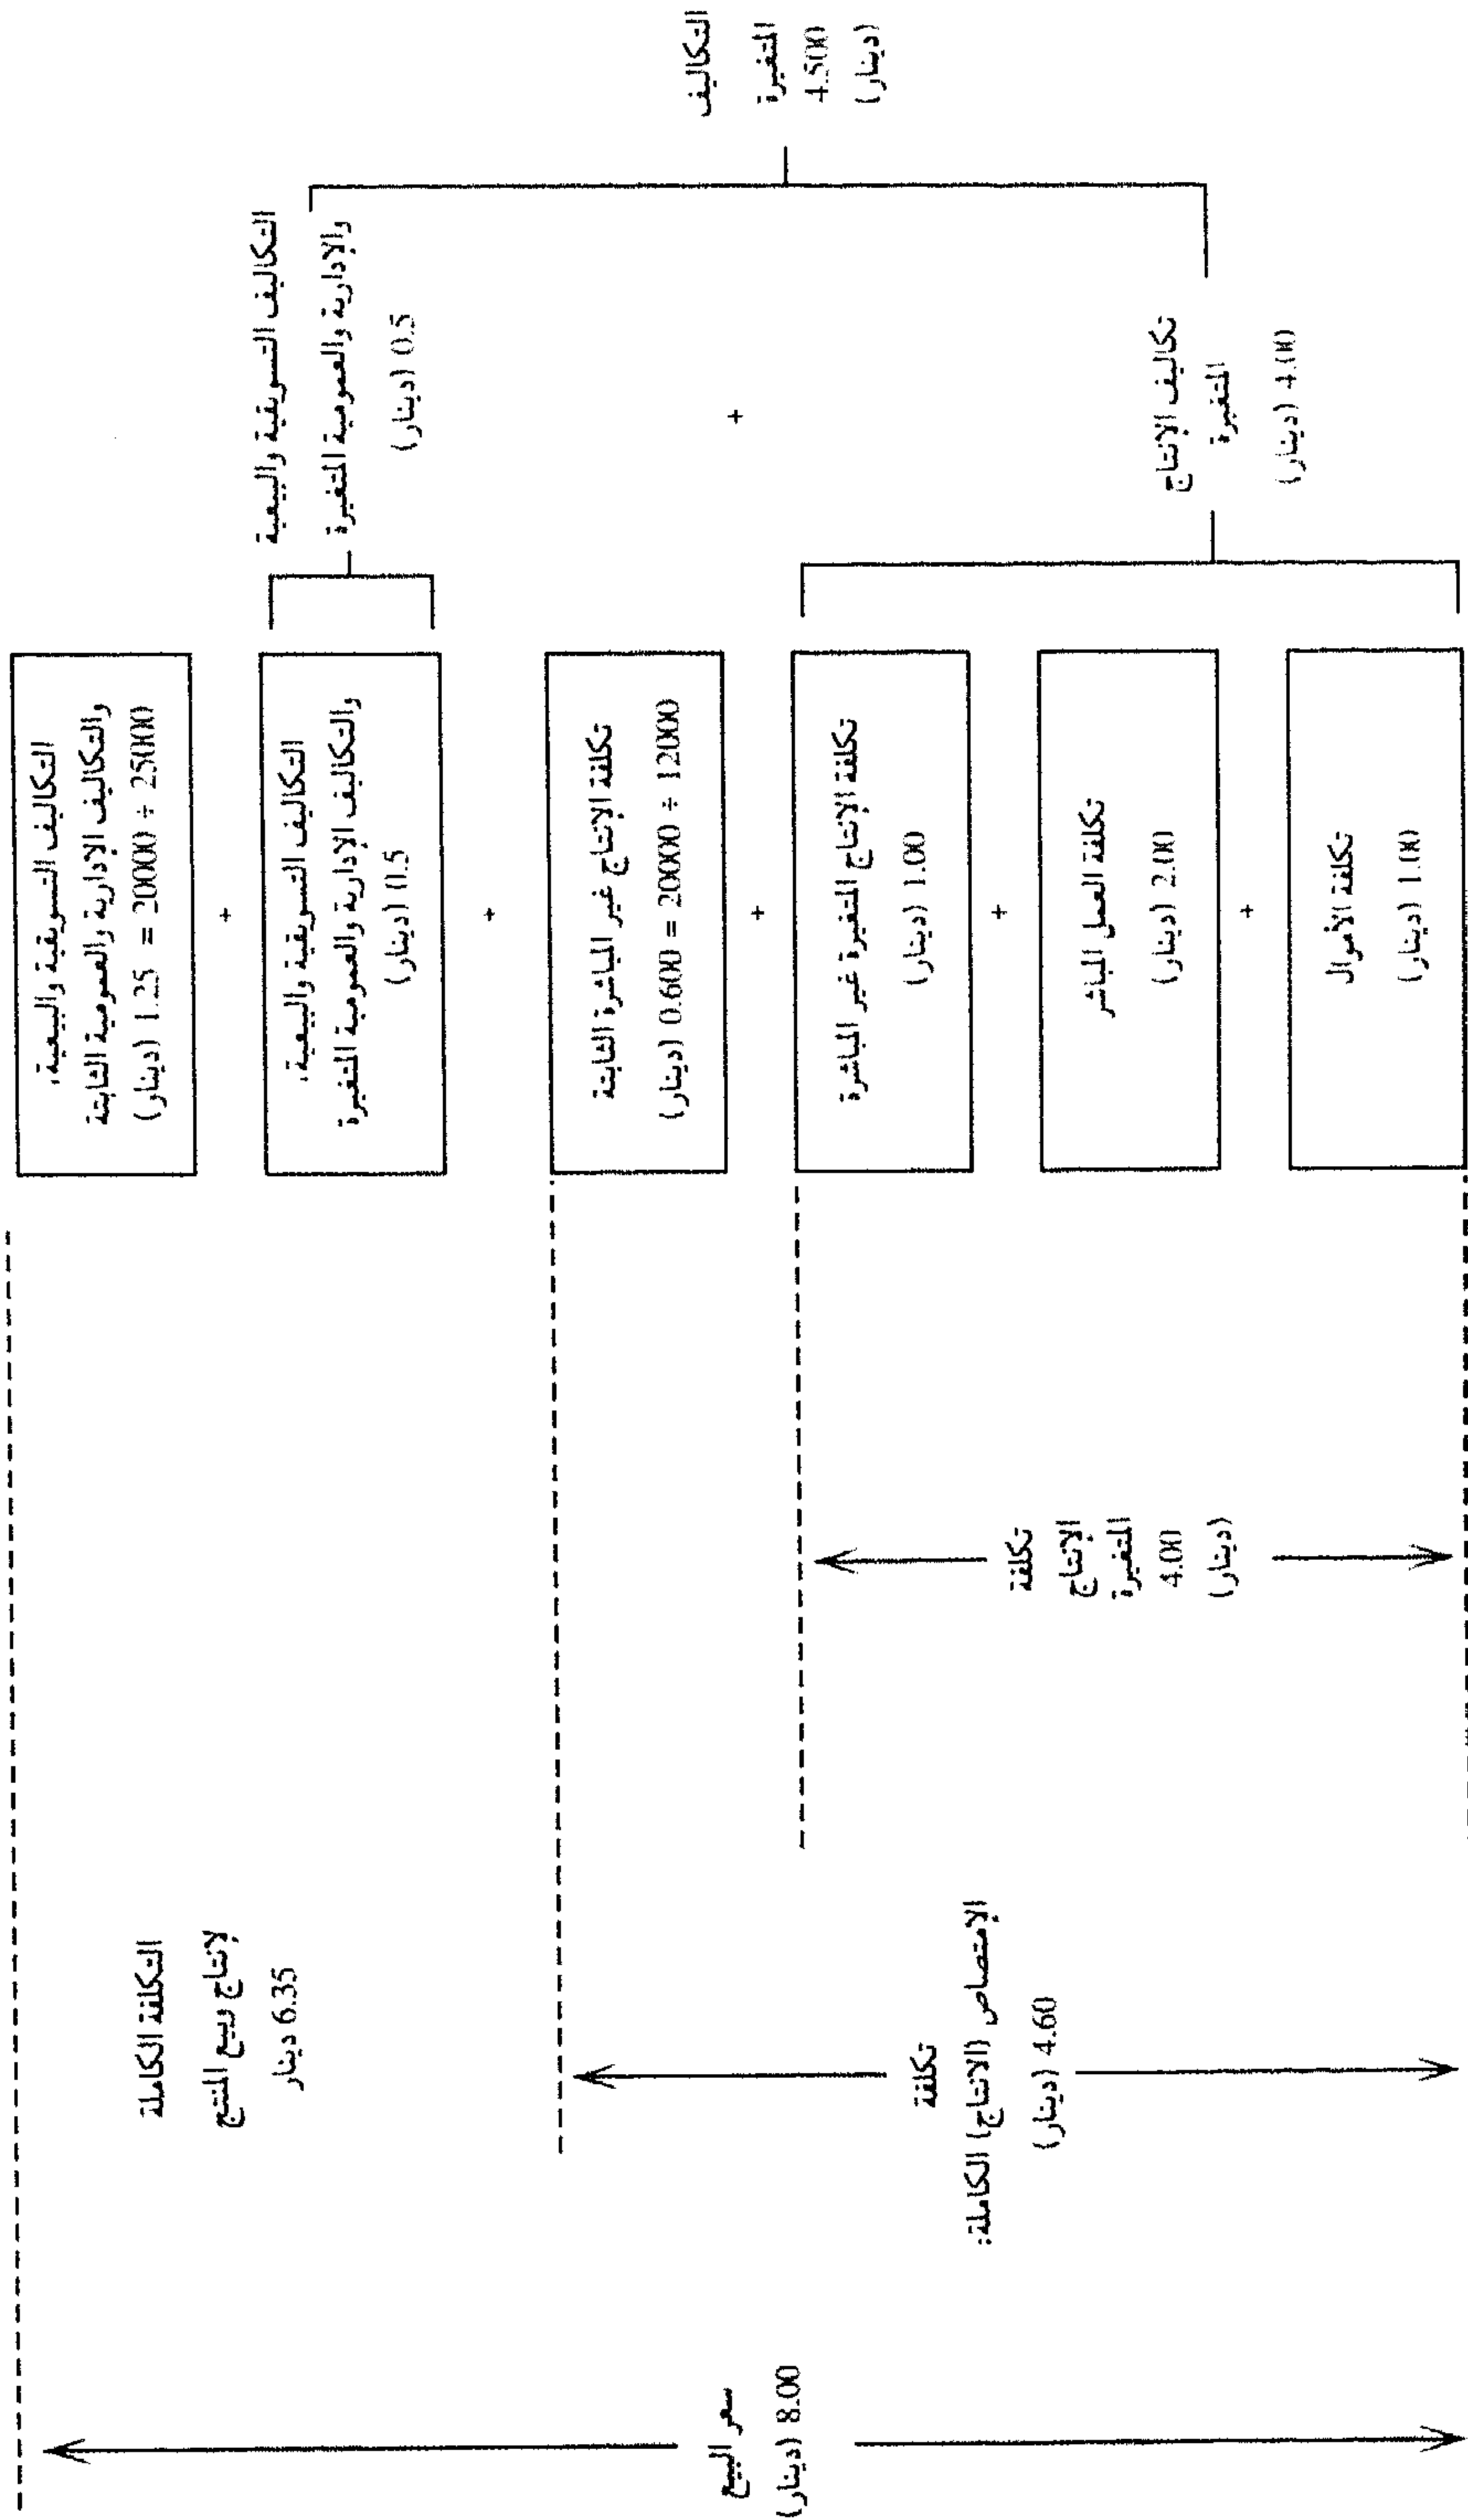 التكاليف
المتغيرة
4.500
(دينار)
التكاليف التسويقية والبيعية
والإدارية والعمومية المتغيرة
0.5 (دينار)
+
تكاليف الإنتاج
المتغيرة
4.00 (دينار)
التكاليف التسويقية والبيعية،
والتكاليف الإدارية والعمومية الثابتة
25000 ÷ 20000 = 1.25 (دينار)
+
التكاليف التسويقية والبيعية،
والتكاليف الإدارية والعمومية المتغيرة
0.5 (دينار)
+
تكلفة الإنتاج غير المباشرة الثابتة
12000 ÷ 20000 = 0.600 (دينار)
+
تكلفة الإنتاج المتغيرة غير المباشرة
1.00 (دينار)
+
تكلفة العمل المباشر
2.00 (دينار)
+
تكلفة الأموال
1.00 (دينار)
تكلفة
الإنتاج
المتغيرة
4.00
(دينار)
التكلفة الكاملة
لإنتاج وبيع المنتج
6.35 دينار
تكلفة
الإمتصاص (الانتاج) الكاملة:
4.60 (دينار)
سعر البيع
8.00 (دينار)